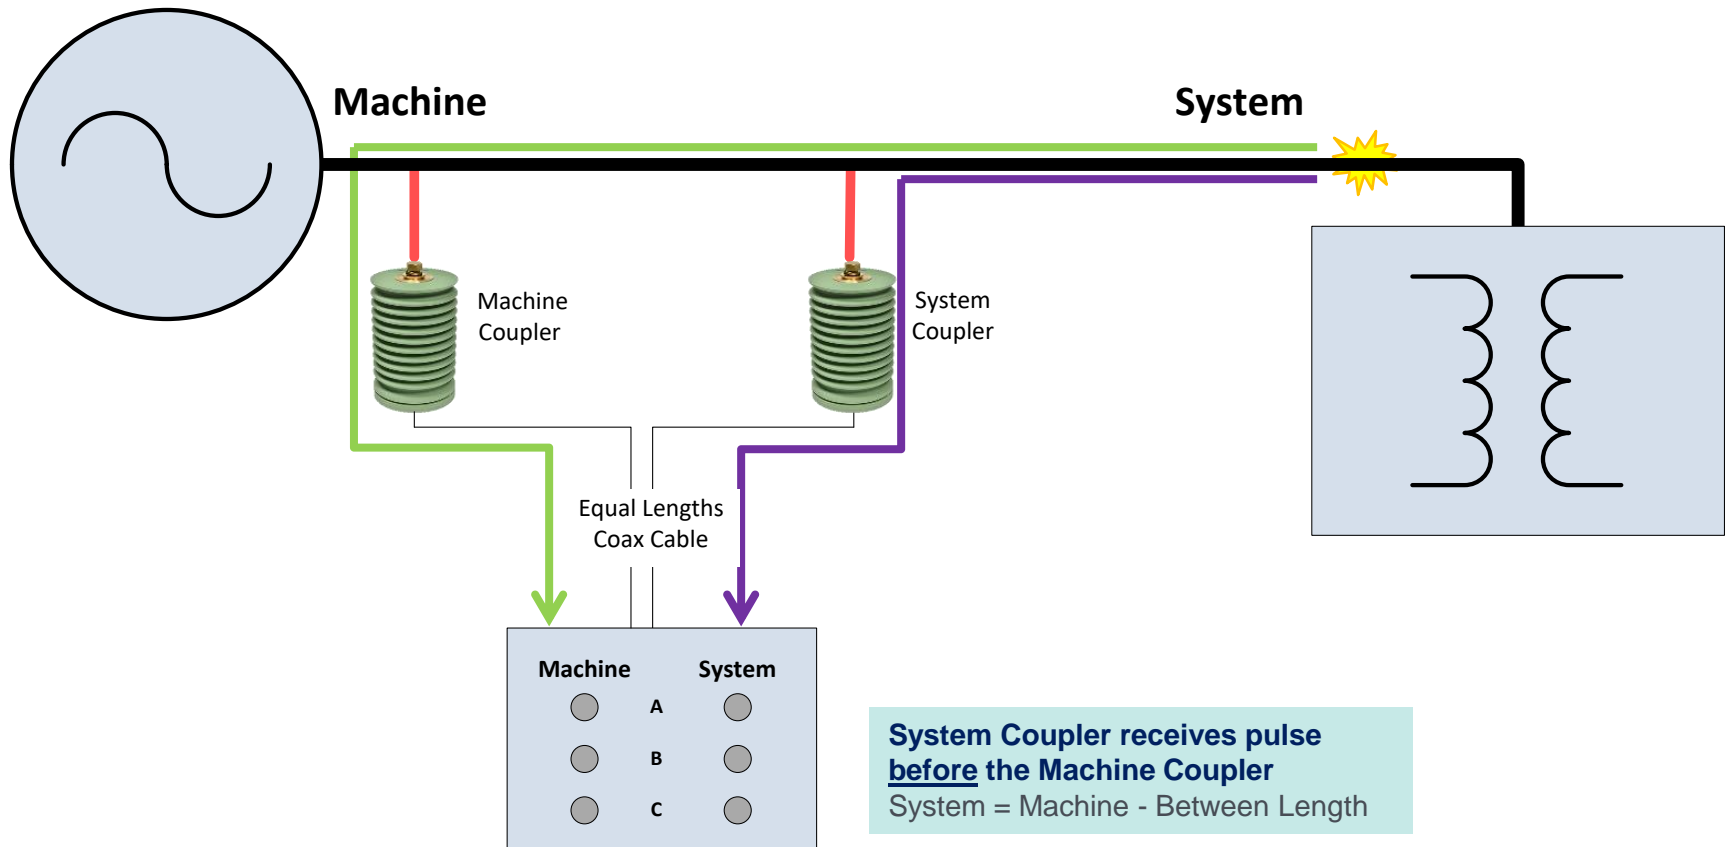 Machine
System
Machine
Coupler
System
Coupler
Equal Lengths
Coax Cable
Machine
System
A
B
C
System Coupler receives pulse
before the Machine Coupler
System = Machine - Between Length